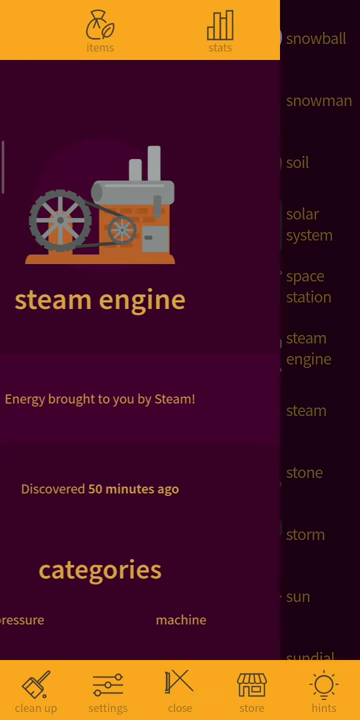 items
stats
snowball
snowman
soil
solar
system
space
station
steam
engine
steam
stone
storm
sun
steam engine
Energy brought to you by Steam!
Discovered 50 minutes ago
categories
ressure
machine
sundial
clean up
settings
close
store
hints